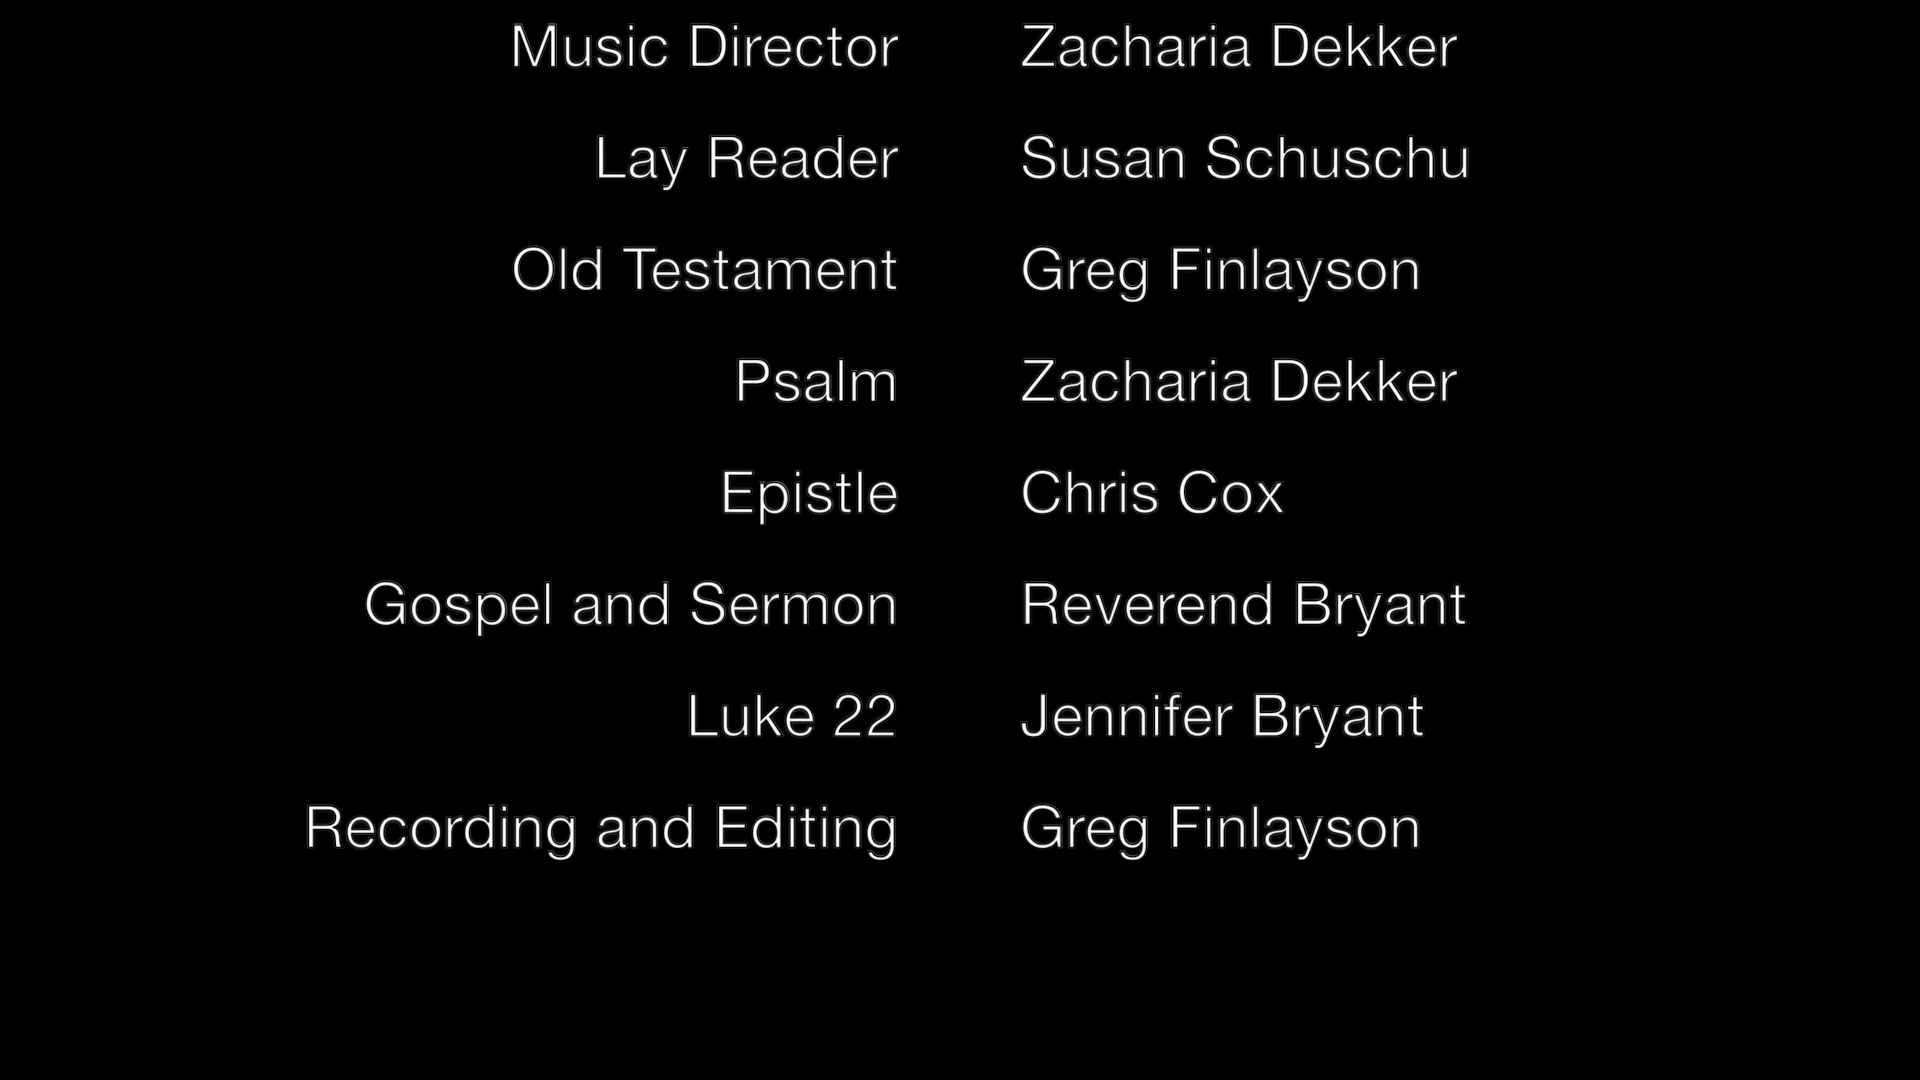 Music Director Zacharia Dekker
Lay Reader Susan Schuschu
Old Testament Greg Finlayson
Psalm Zacharia Dekker
Epistle Chris Cox
Gospel and Sermon Reverend Bryant
Luke 22 Jennifer Bryant
Recording and Editing Greg Finlayson